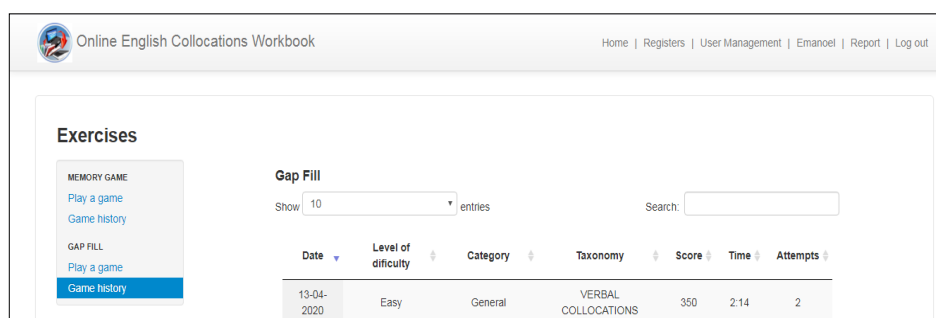 Online English Collocations Workbook
Home | Registers | User Management | Emanoel | Report | Log out
Exercises
MEMORY GAME
Play a game
Game history
GAP FILL
Play a game
Game history
Gap Fill
Show 10 entries
Search:
Date
Level of dificulty
Category
Taxonomy
Score
Time
Attempts
13-04-2020
Easy
General
VERBAL COLLOCATIONS
350
2:14
2